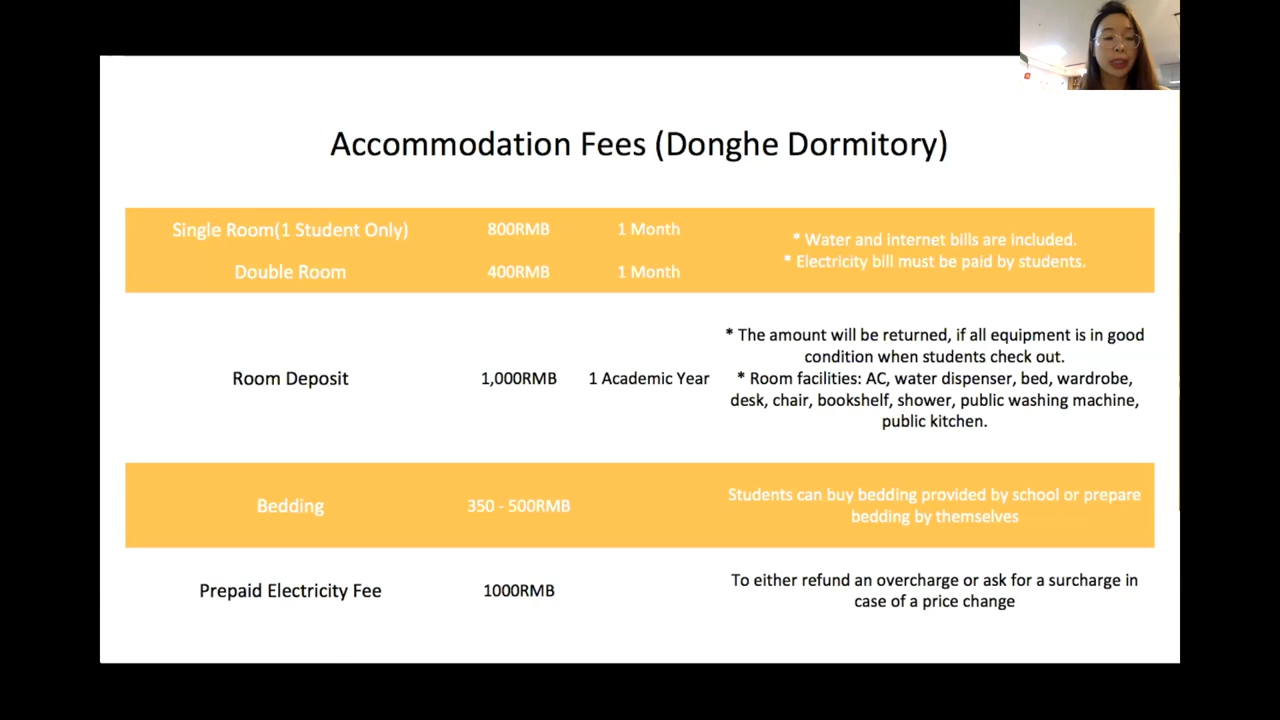 Accommodation Fees (Donghe Dormitory)
Single Room(1 Student Only) 800RMB 1 Month
* Water and internet bills are included.
* Electricity bill must be paid by students.
Double Room 400RMB 1 Month
* The amount will be returned, if all equipment is in good
condition when students check out.
Room Deposit 1,000RMB 1 Academic Year
* Room facilities: AC, water dispenser, bed, wardrobe,
desk, chair, bookshelf, shower, public washing machine,
public kitchen.
Bedding 350 - 500RMB
Students can buy bedding provided by school or prepare
bedding by themselves
Prepaid Electricity Fee 1000RMB
To either refund an overcharge or ask for a surcharge in
case of a price change